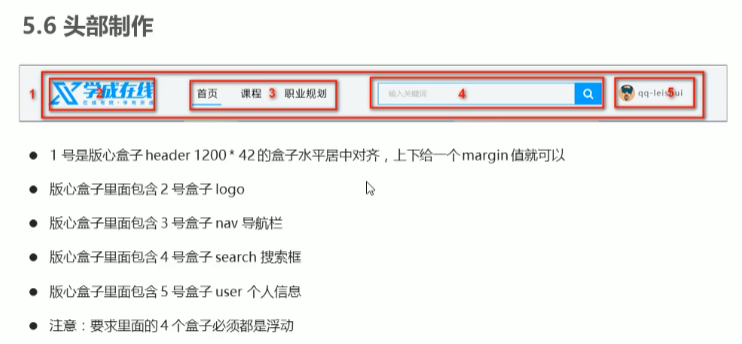 5.6 头部制作
1 学成在线 2 首页 课程 3 职业规划 输入关键词 4 qq-lei ui 5
● 1 号是版心盒子 header 1200 * 42 的盒子水平居中对齐，上下给一个 margin 值就可以
● 版心盒子里面包含 2 号盒子 logo
● 版心盒子里面包含 3 号盒子 nav 导航栏
● 版心盒子里面包含 4 号盒子 search 搜索框
● 版心盒子里面包含 5 号盒子 user 个人信息
● 注意：要求里面的 4 个盒子必须都是浮动